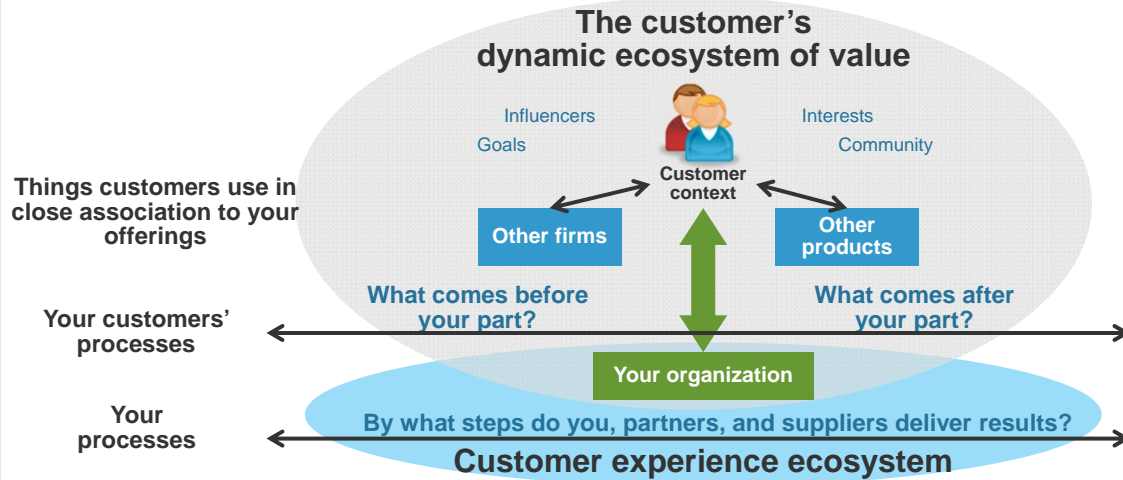 The customer's
dynamic ecosystem of value
Influencers
Interests
Goals
Community
Customer
context
Things customers use in
close association to your
offerings
Other firms
Other
products
What comes before
your part?
What comes after
your part?
Your customers'
processes
Your organization
Your
processes
By what steps do you, partners, and suppliers deliver results?
Customer experience ecosystem